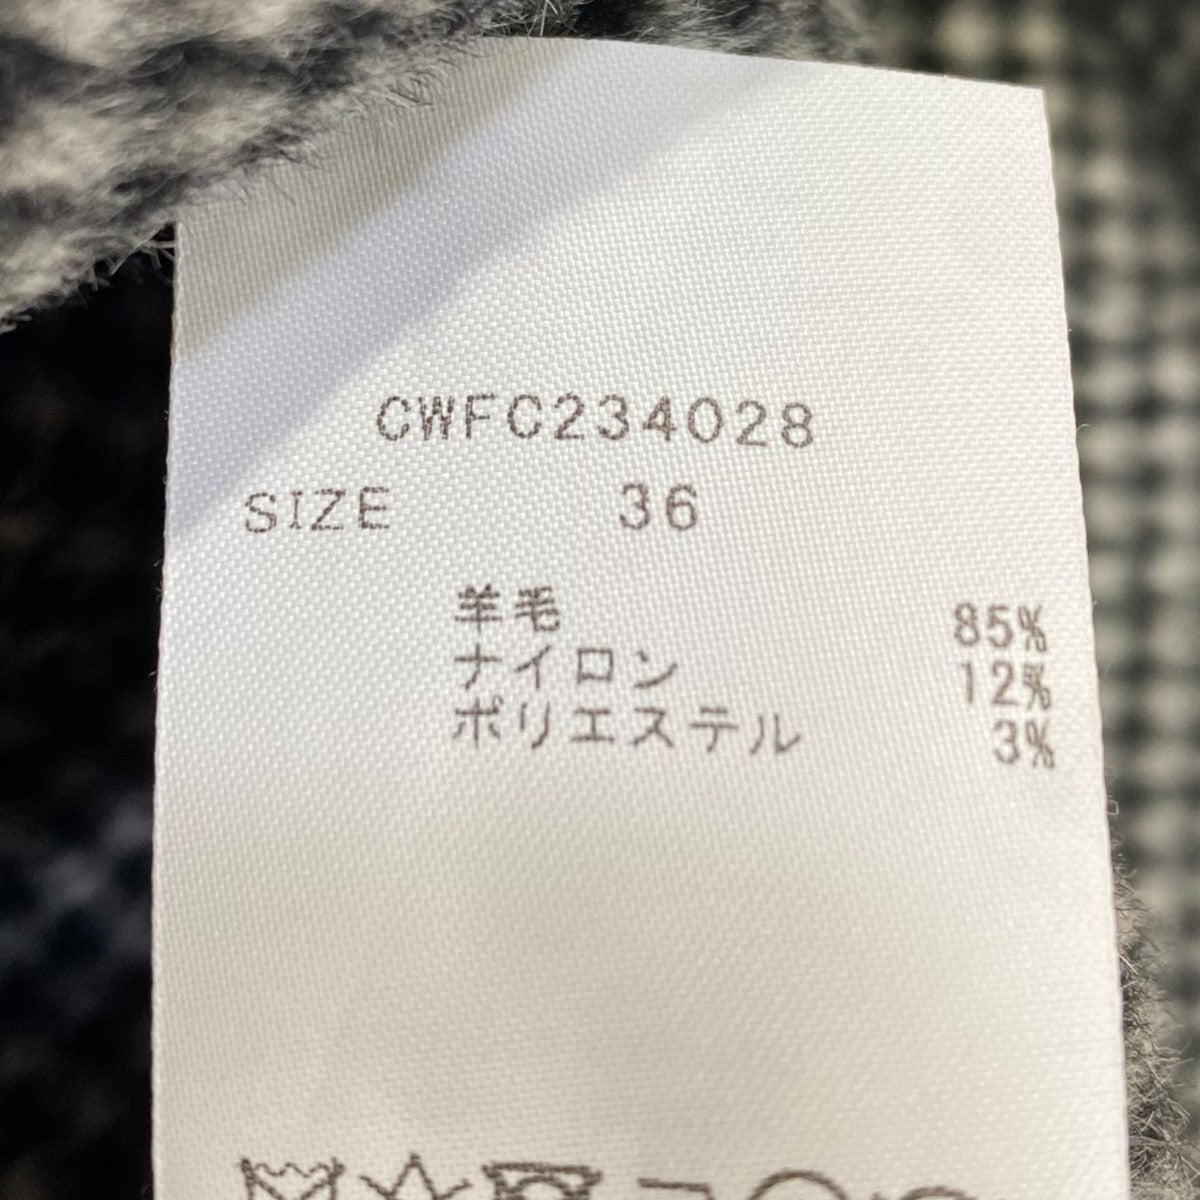 CWFC234028
SIZE 36
羊毛 85%
ナイロン 12%
ポリエステル 3%